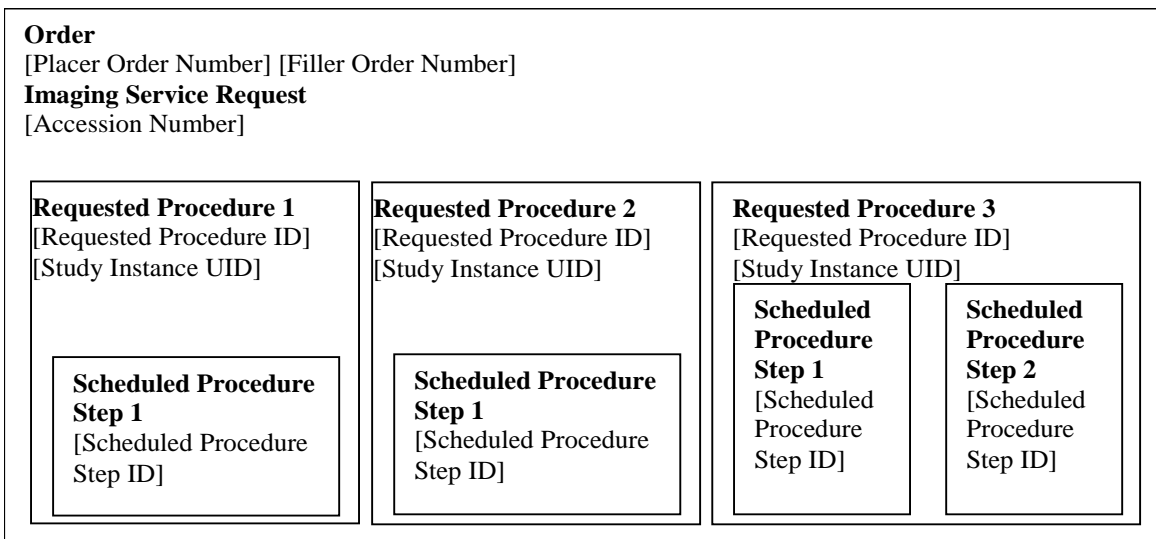 Order
[Placer Order Number] [Filler Order Number]
Imaging Service Request
[Accession Number]
Requested Procedure 1
[Requested Procedure ID]
[Study Instance UID]
Scheduled Procedure
Step 1
[Scheduled Procedure
Step ID]
Requested Procedure 2
[Requested Procedure ID]
[Study Instance UID]
Scheduled Procedure
Step 1
[Scheduled Procedure
Step ID]
Requested Procedure 3
[Requested Procedure ID]
[Study Instance UID]
Scheduled
Procedure
Step 1
[Scheduled
Procedure
Step ID]
Scheduled
Procedure
Step 2
[Scheduled
Procedure
Step ID]